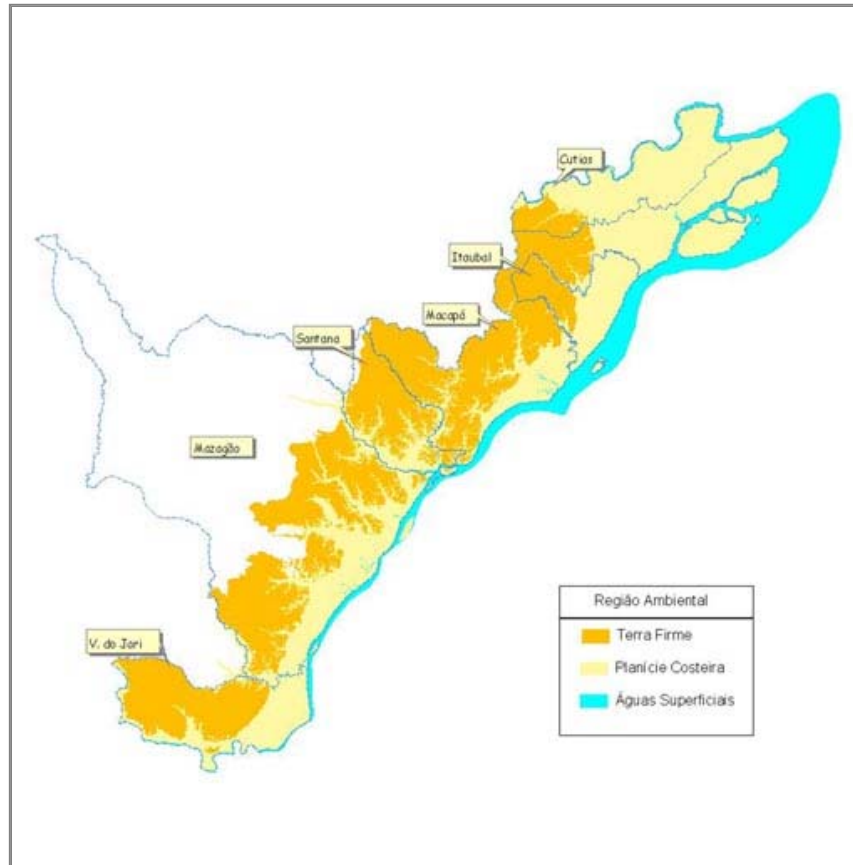 Cutias
Itaubal
Macapá
Santana
Mazagão
V. do Jari
Região Ambiental
Terra Firme
Planície Costeira
Águas Superficiais